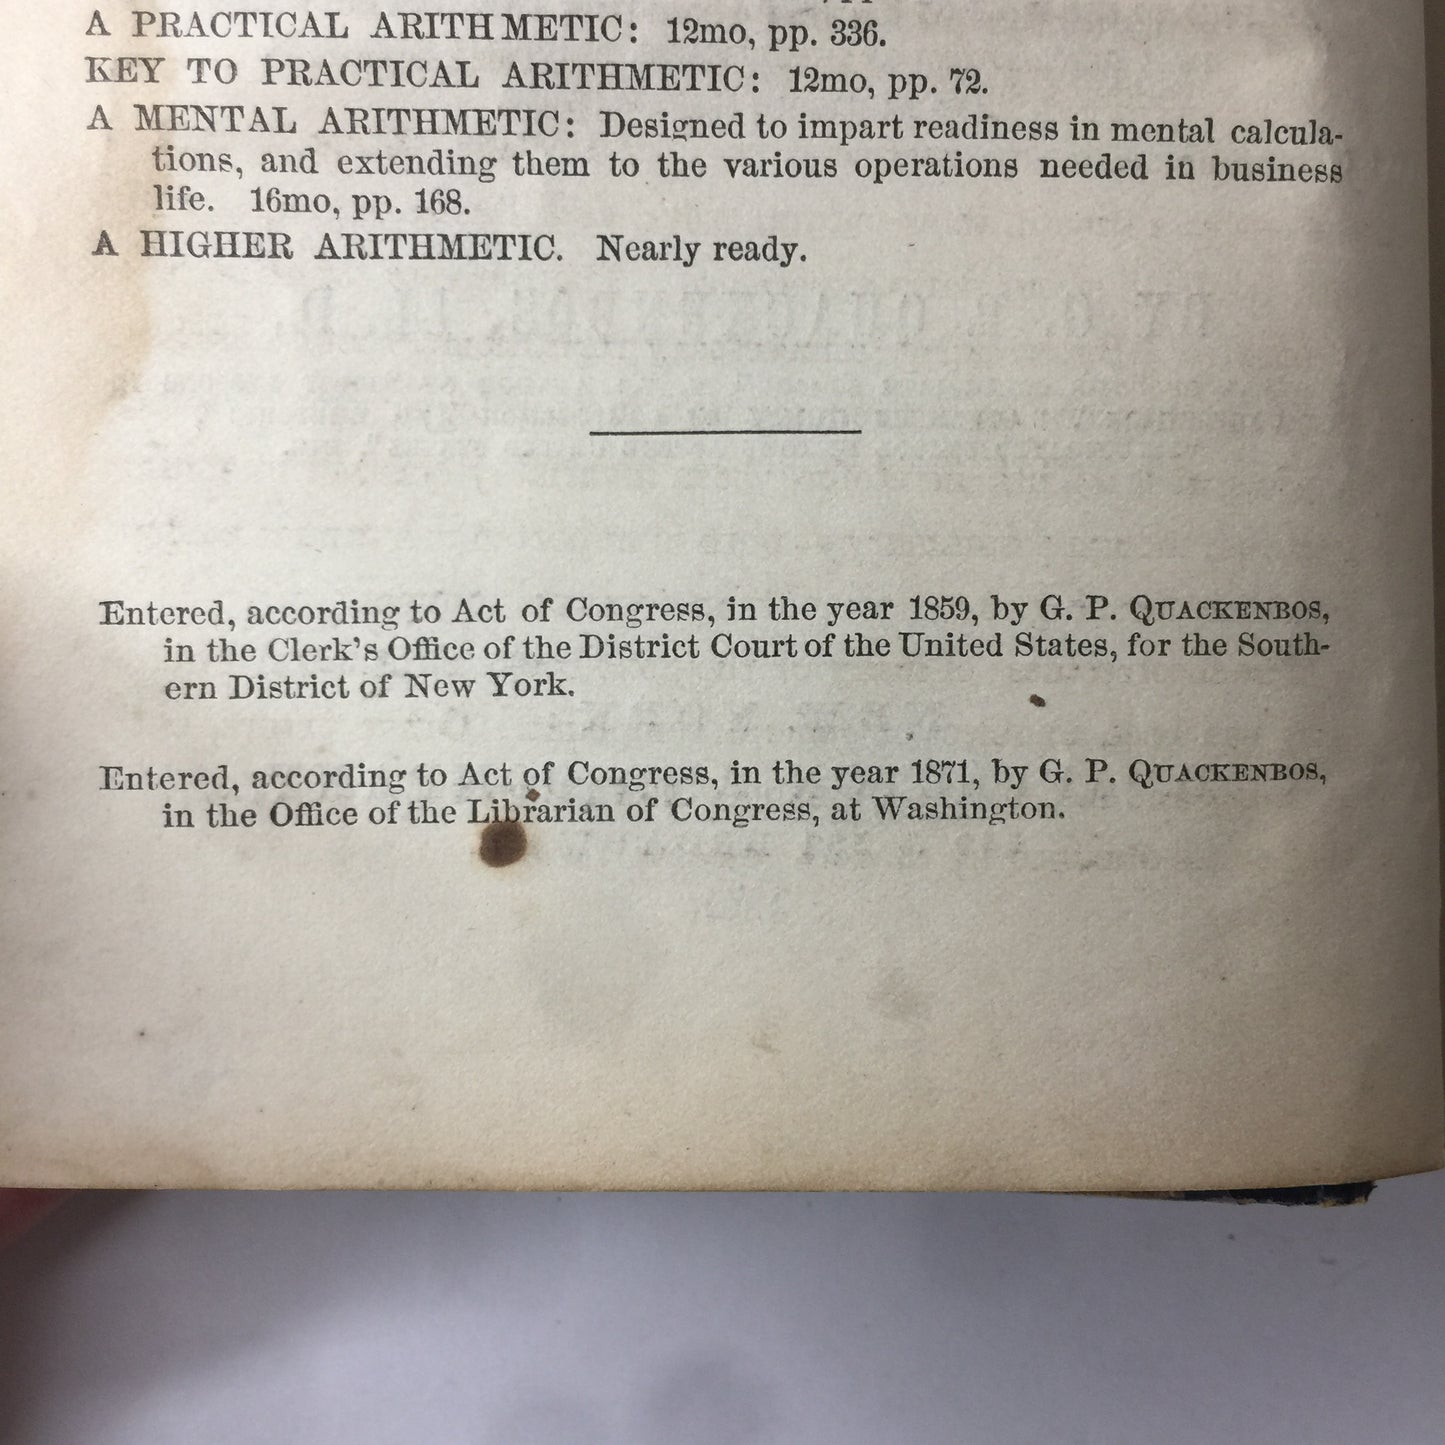 A PRACTICAL ARITHMETIC: 12mo, pp. 336.
KEY TO PRACTICAL ARITHMETIC: 12mo, pp. 72.
A MENTAL ARITHMETIC: Designed to impart readiness in mental calcula-
tions, and extending them to the various operations needed in business
life. 16mo, pp. 168.
A HIGHER ARITHMETIC. Nearly ready.
Entered, according to Act of Congress, in the year 1859, by G. P. QUACKENBOS,
in the Clerk's Office of the District Court of the United States, for the South-
ern District of New York.
Entered, according to Act of Congress, in the year 1871, by G. P. QUACKENBOS,
in the Office of the Librarian of Congress, at Washington.